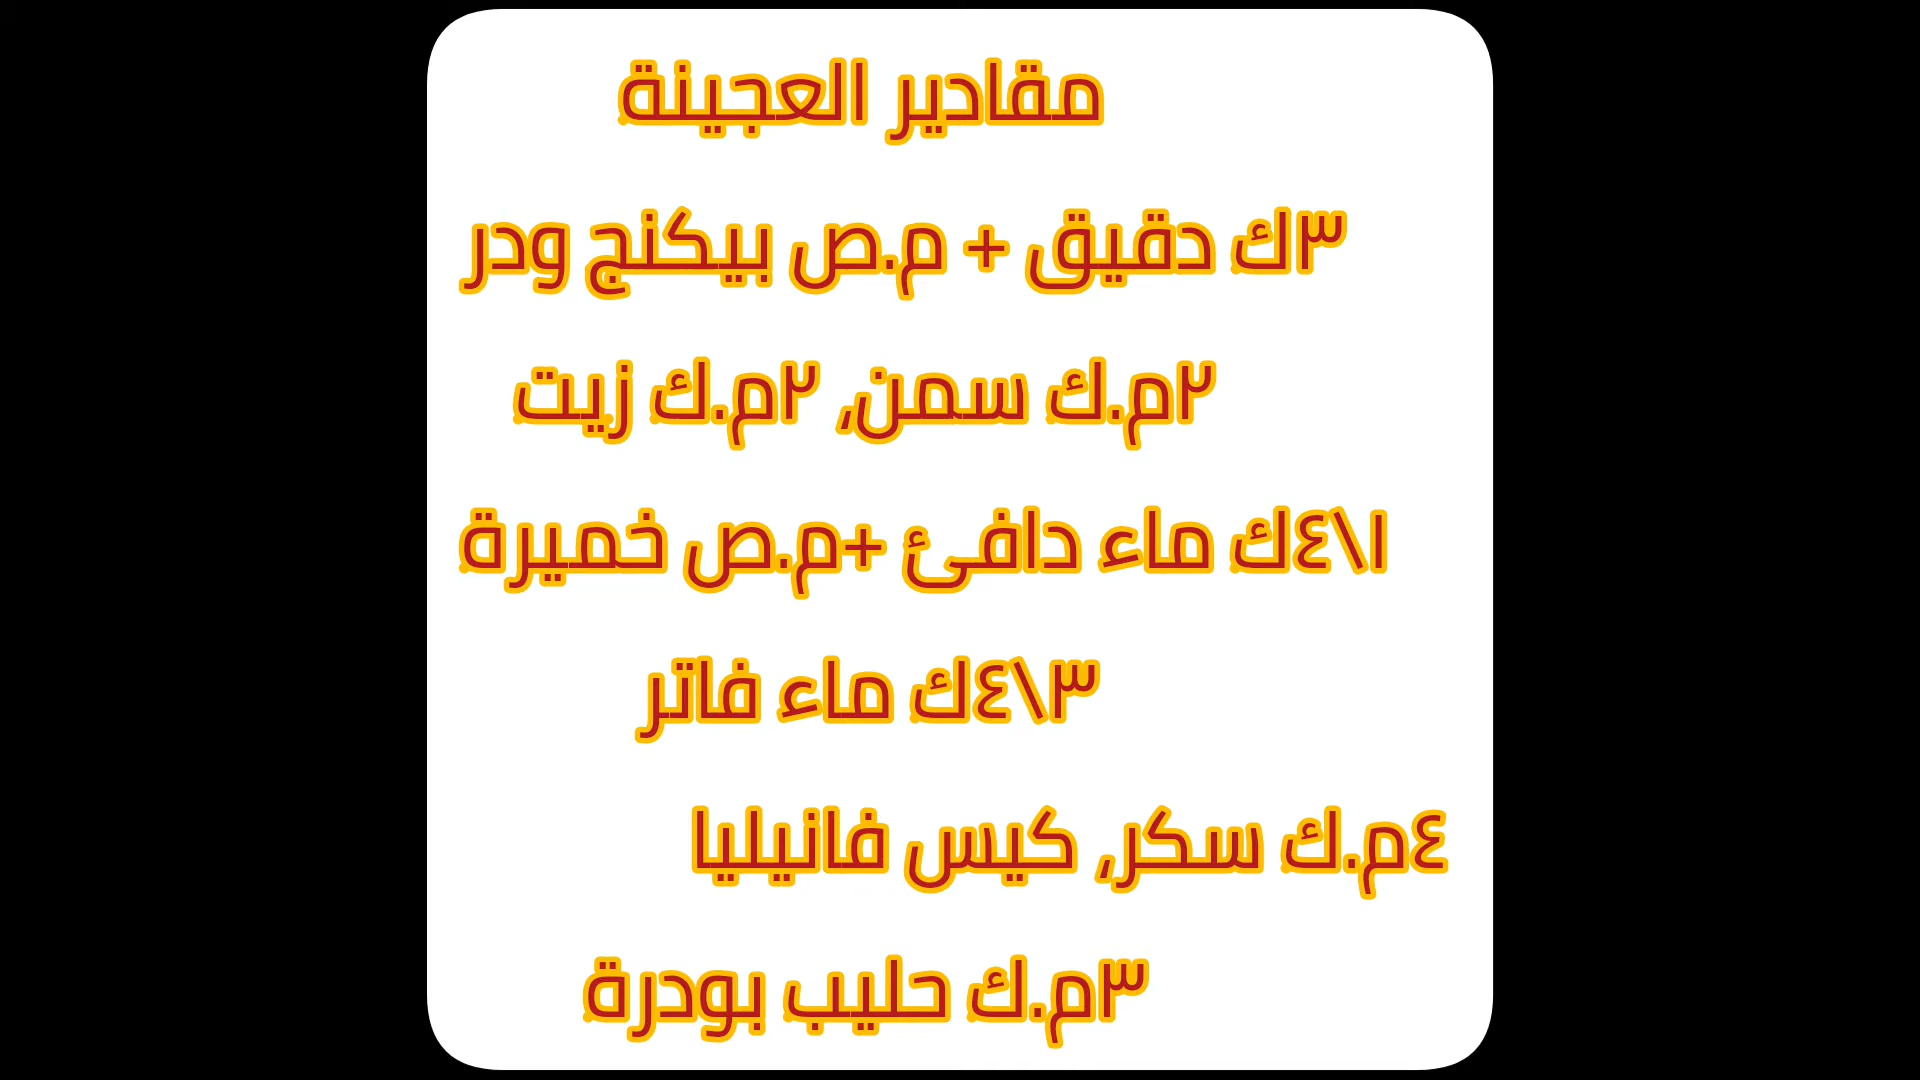 مقادير العجينة
٣ك دقيق + م.ص بيكنج ودر
٢م.ك سمن، ٢م.ك زيت
١\٤ك ماء دافئ +م.ص خميرة
٣\٤ك ماء فاتر
٤م.ك سكر، كيس فانيليا
٣م.ك حليب بودرة